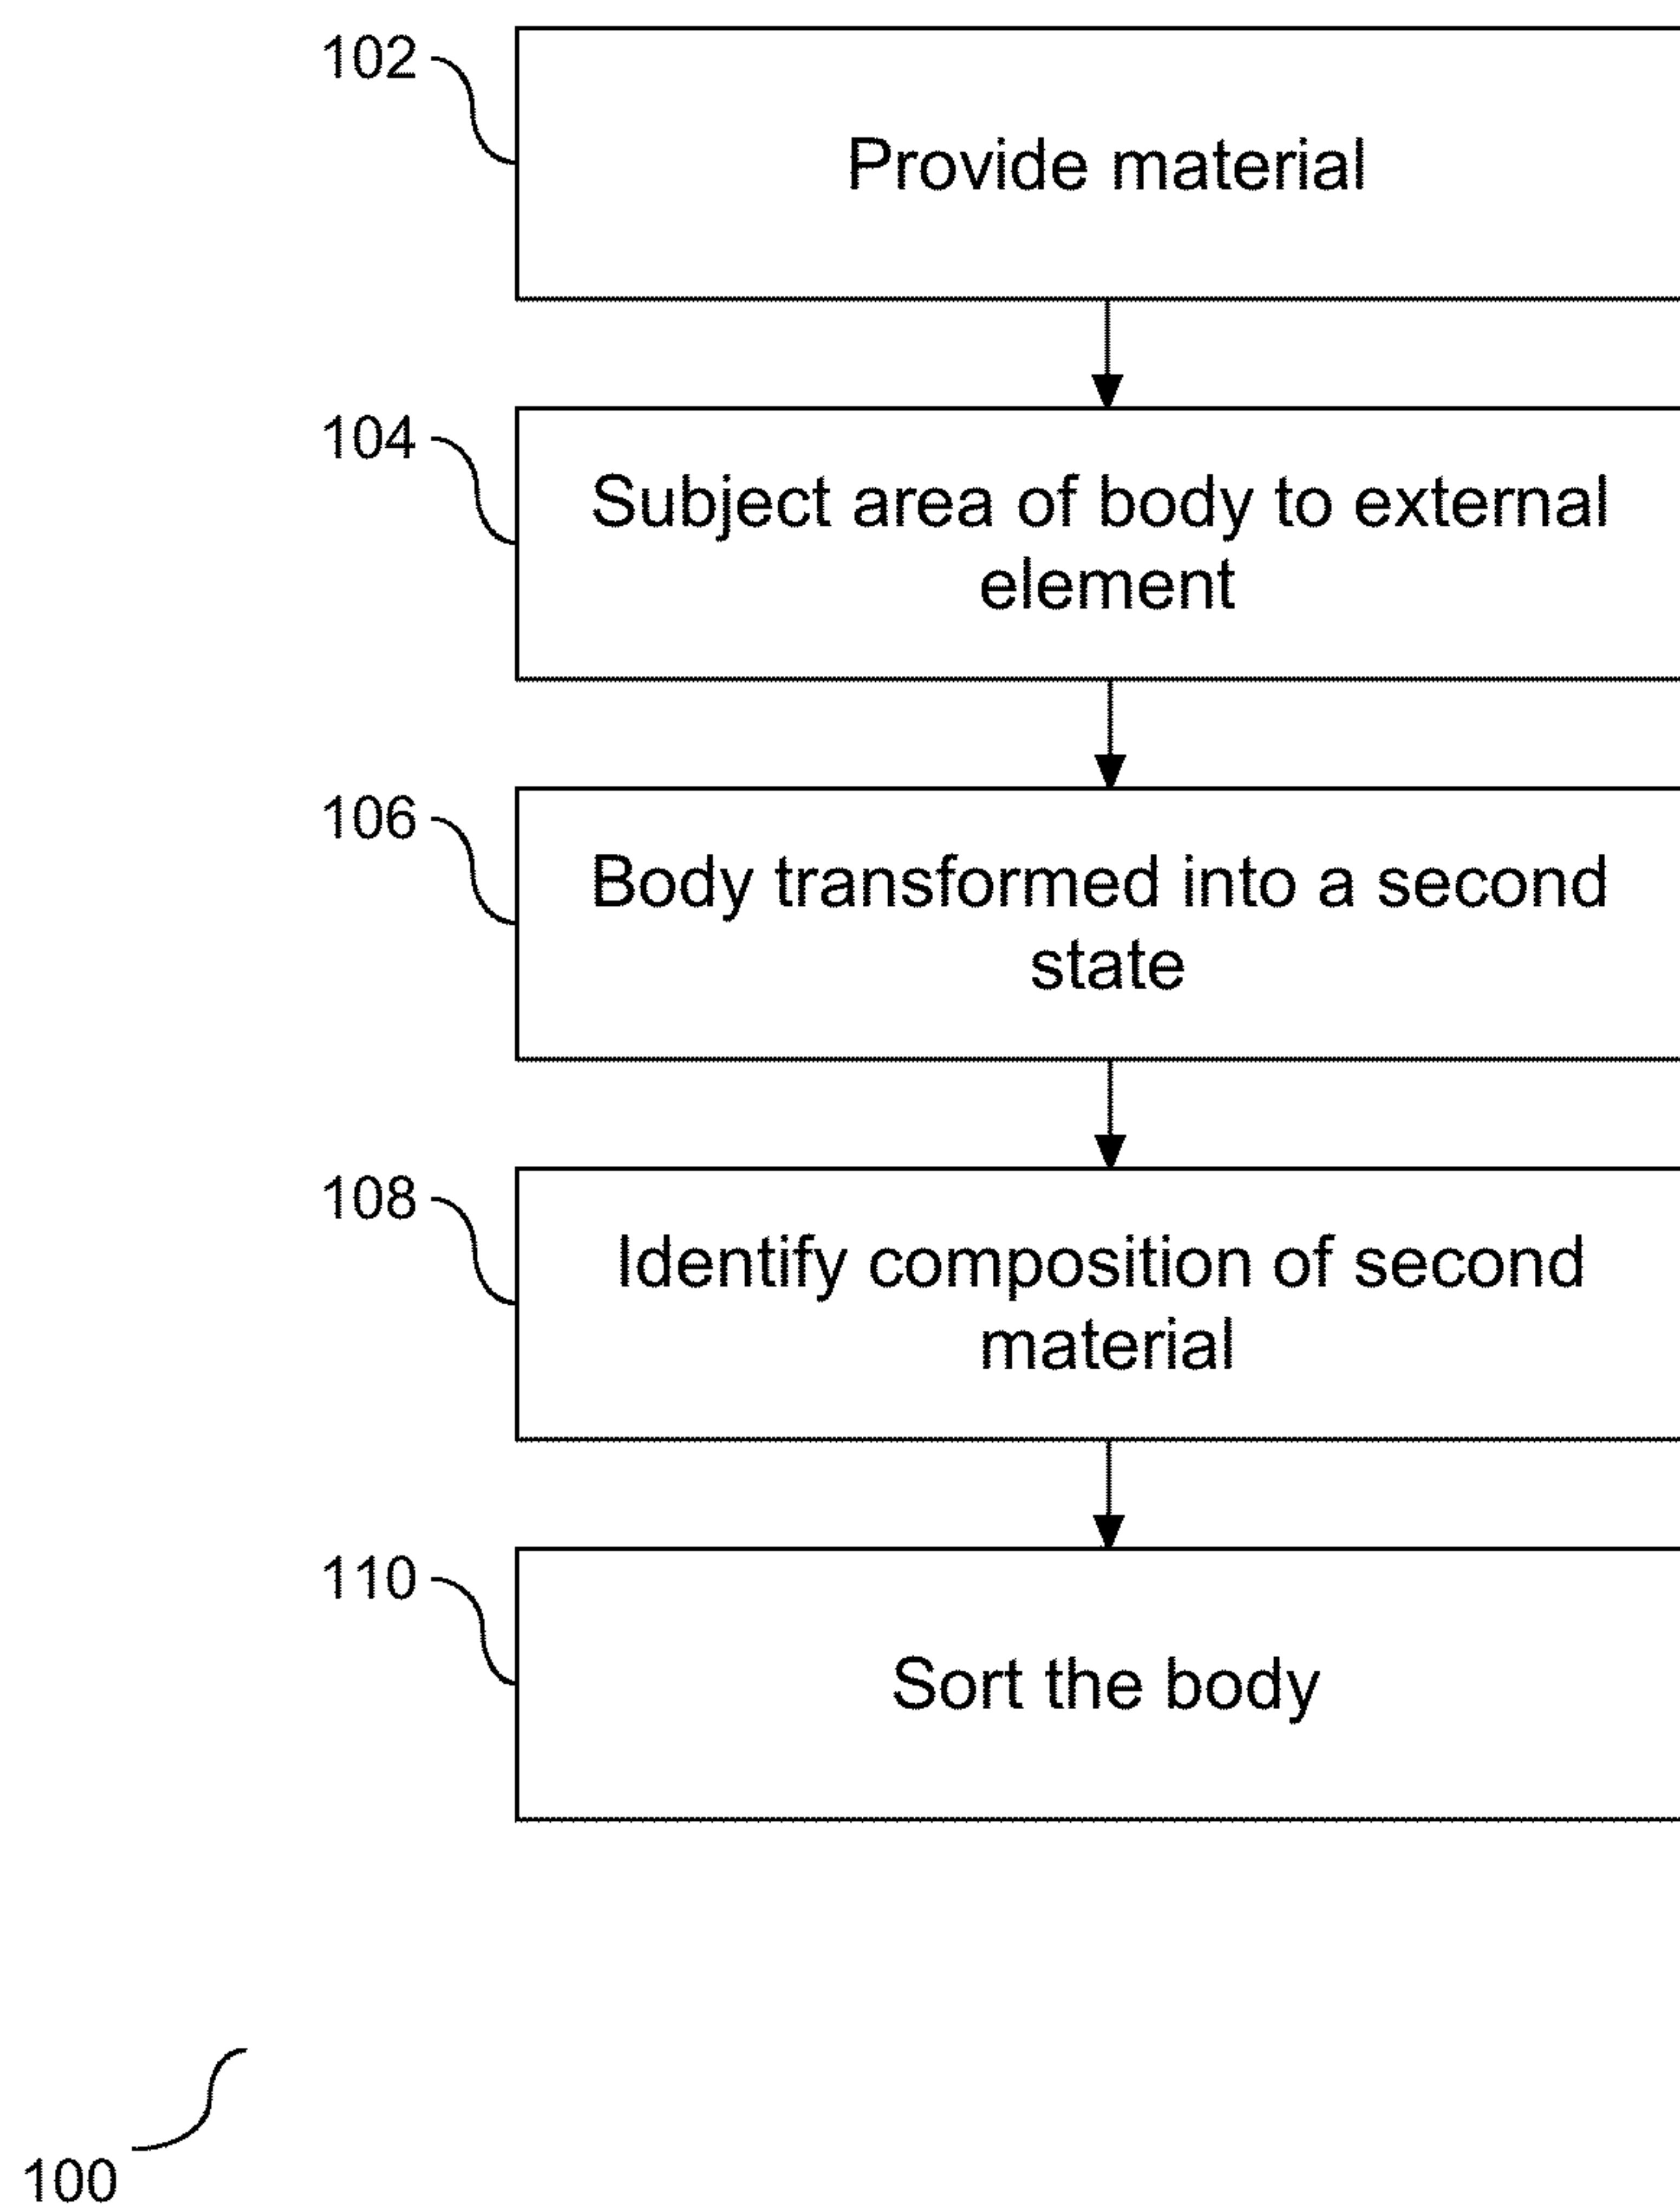 102
Provide material
104
Subject area of body to external
element
106
Body transformed into a second
state
108
Identify composition of second
material
110
Sort the body
100